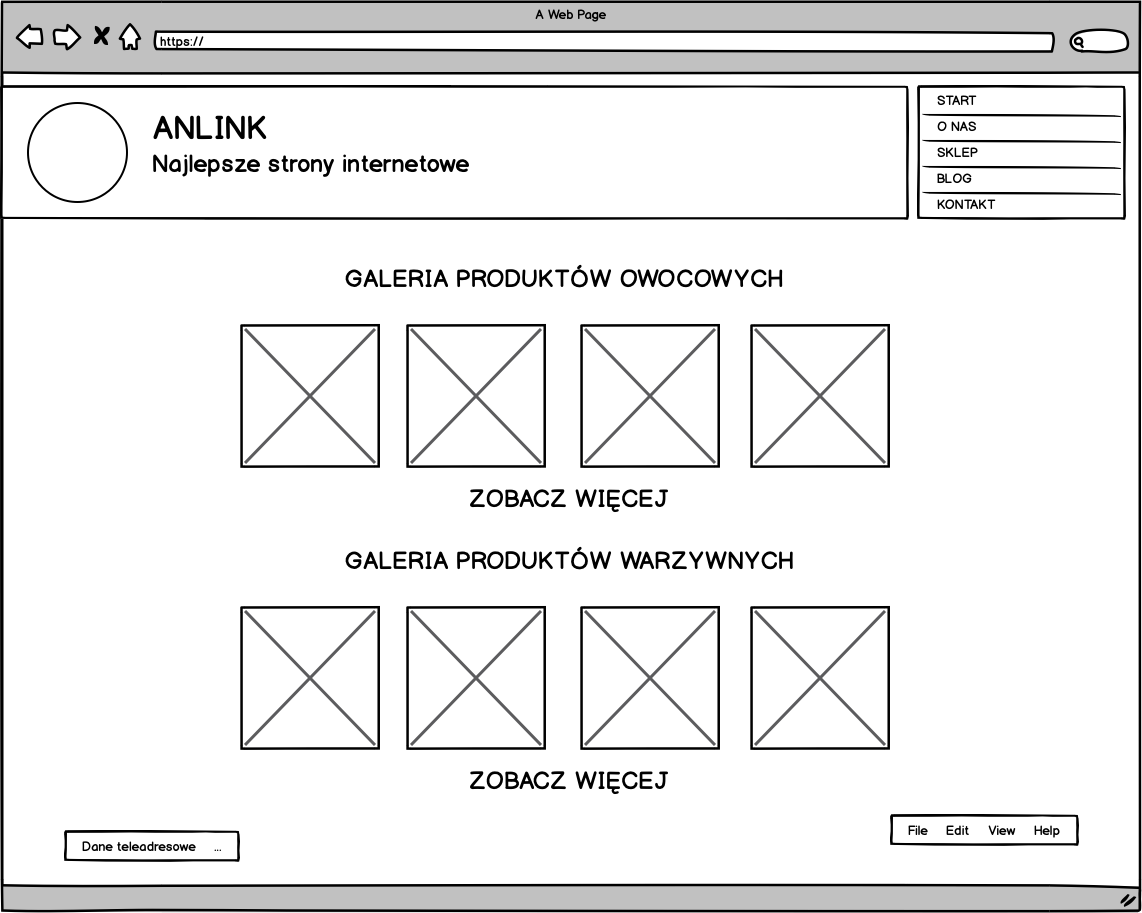 A Web Page
https://
ANLINK
Najlepsze strony internetowe
START
O NAS
SKLEP
BLOG
KONTAKT
GALERIA PRODUKTÓW OWOCOWYCH
ZOBACZ WIĘCEJ
GALERIA PRODUKTÓW WARZYWNYCH
ZOBACZ WIĘCEJ
File Edit View Help
Dane teleadresowe ...